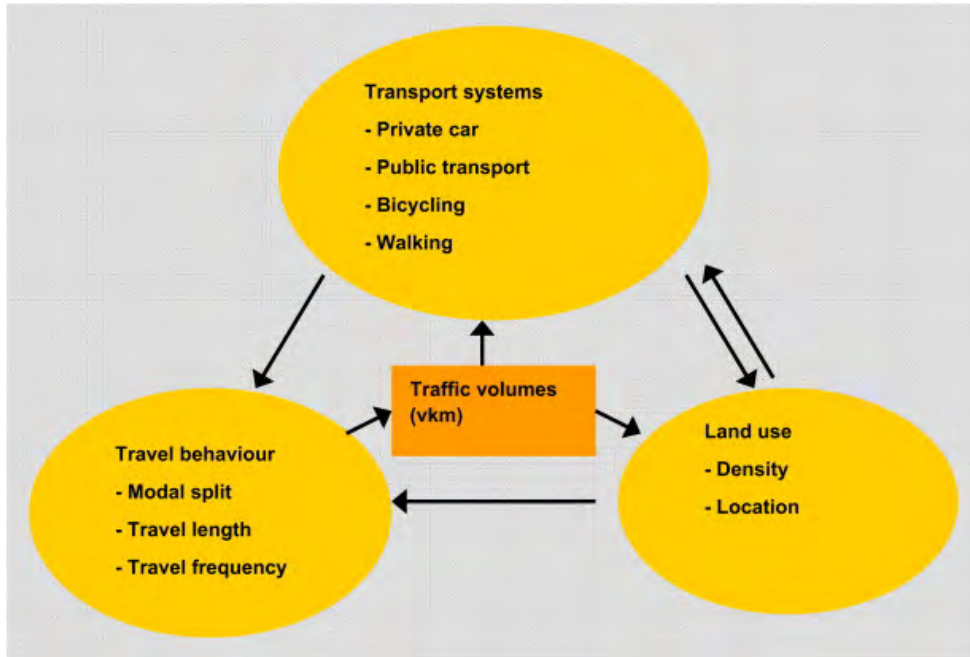 Transport systems
- Private car
- Public transport
- Bicycling
- Walking
Traffic volumes
(vkm)
Travel behaviour
- Modal split
- Travel length
- Travel frequency
Land use
- Density
- Location